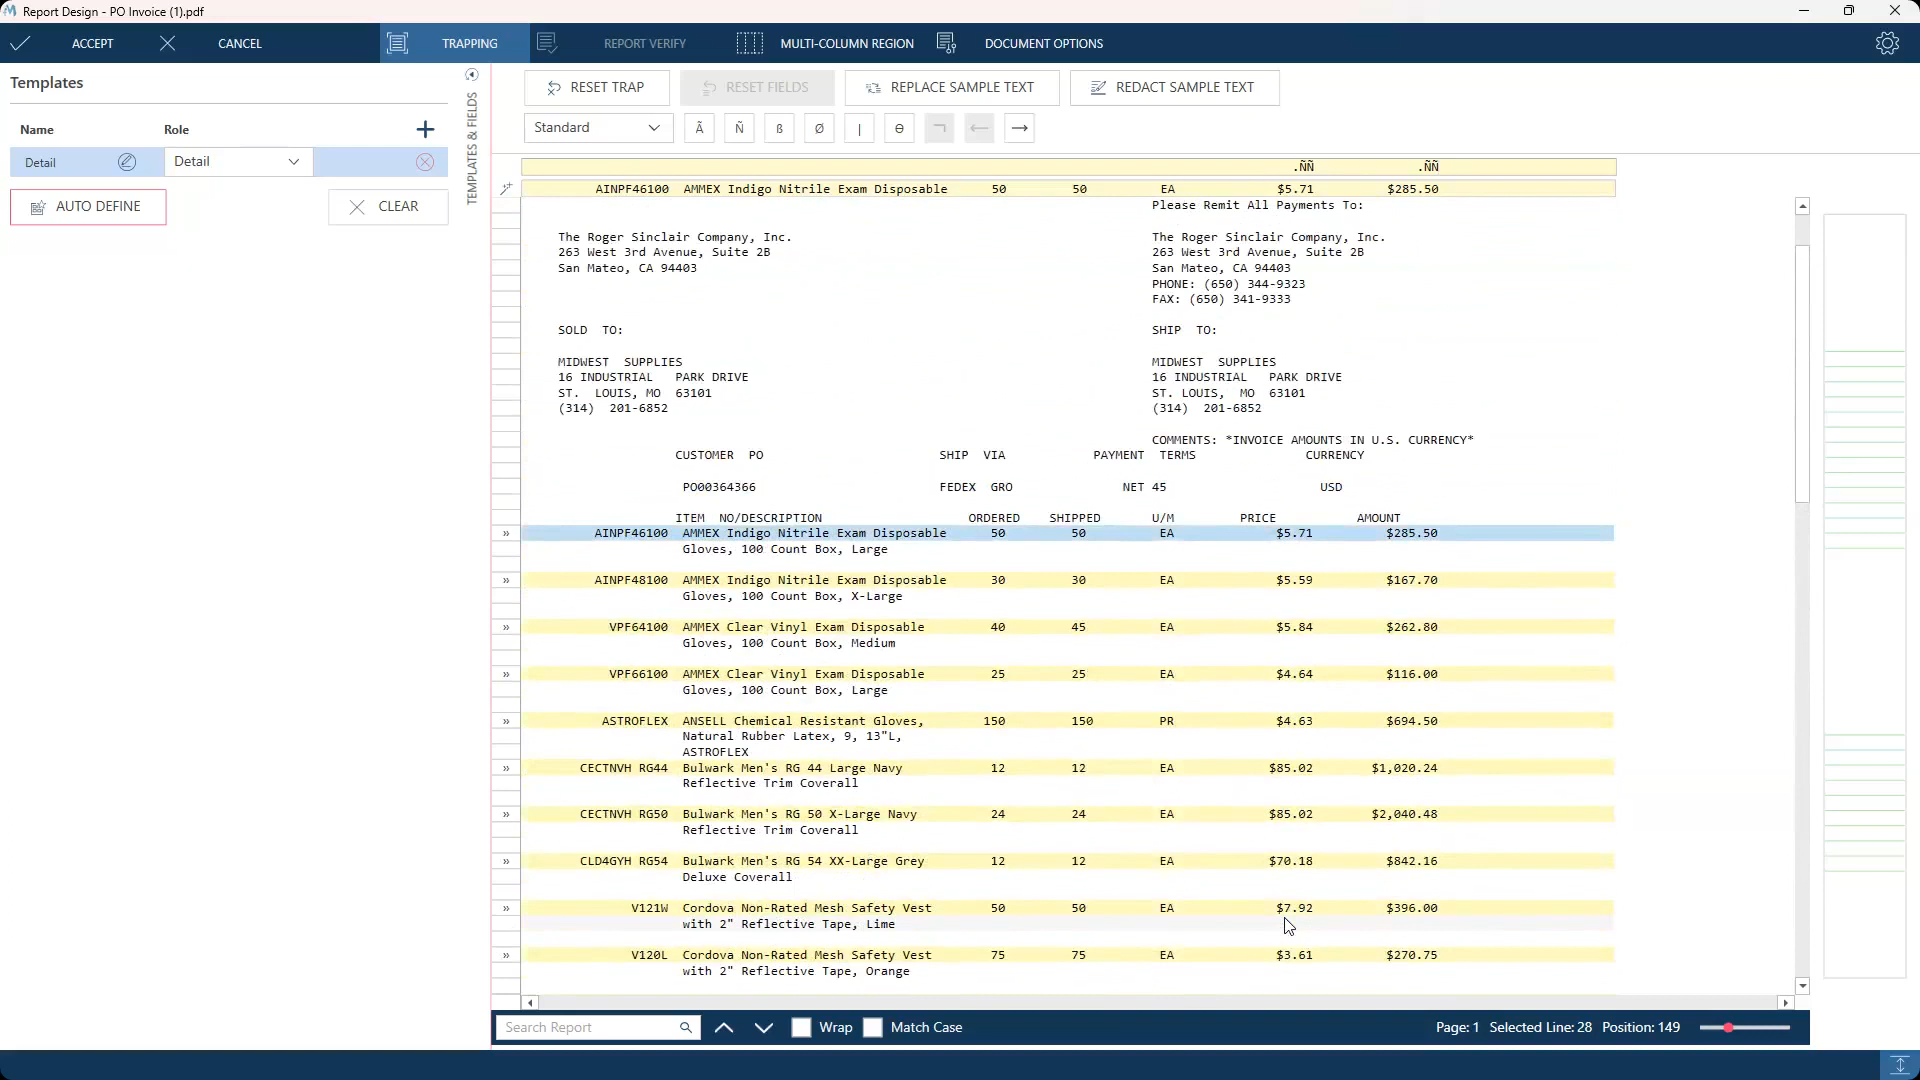 Report Design - PO Invoice (1).pdf
ACCEPT CANCEL TRAPPING REPORT VERIFY MULTI-COLUMN REGION DOCUMENT OPTIONS
Templates
Name Role
Detail Detail
AUTO DEFINE CLEAR
TEMPLATES & FIELDS
RESET TRAP RESET FIELDS REPLACE SAMPLE TEXT REDACT SAMPLE TEXT
Standard Ã Ñ ß Ø | ɵ ¬ ← →
.ÑÑ .ÑÑ
AINPF46100 AMMEX Indigo Nitrile Exam Disposable 50 50 EA $5.71 $285.50
Please Remit All Payments To:
The Roger Sinclair Company, Inc. The Roger Sinclair Company, Inc.
263 West 3rd Avenue, Suite 2B 263 West 3rd Avenue, Suite 2B
San Mateo, CA 94403 San Mateo, CA 94403
PHONE: (650) 344-9323
FAX: (650) 341-9333
SOLD TO: SHIP TO:
MIDWEST SUPPLIES MIDWEST SUPPLIES
16 INDUSTRIAL PARK DRIVE 16 INDUSTRIAL PARK DRIVE
ST. LOUIS, MO 63101 ST. LOUIS, MO 63101
(314) 201-6852 (314) 201-6852
COMMENTS: *INVOICE AMOUNTS IN U.S. CURRENCY*
CUSTOMER PO SHIP VIA PAYMENT TERMS CURRENCY
PO00364366 FEDEX GRO NET 45 USD
ITEM NO/DESCRIPTION ORDERED SHIPPED U/M PRICE AMOUNT
» AINPF46100 AMMEX Indigo Nitrile Exam Disposable 50 50 EA $5.71 $285.50
Gloves, 100 Count Box, Large
» AINPF48100 AMMEX Indigo Nitrile Exam Disposable 30 30 EA $5.59 $167.70
Gloves, 100 Count Box, X-Large
» VPF64100 AMMEX Clear Vinyl Exam Disposable 40 45 EA $5.84 $262.80
Gloves, 100 Count Box, Medium
» VPF66100 AMMEX Clear Vinyl Exam Disposable 25 25 EA $4.64 $116.00
Gloves, 100 Count Box, Large
» ASTROFLEX ANSELL Chemical Resistant Gloves, 150 150 PR $4.63 $694.50
Natural Rubber Latex, 9, 13"L,
ASTROFLEX
» CECTNVH RG44 Bulwark Men's RG 44 Large Navy 12 12 EA $85.02 $1,020.24
Reflective Trim Coverall
» CECTNVH RG50 Bulwark Men's RG 50 X-Large Navy 24 24 EA $85.02 $2,040.48
Reflective Trim Coverall
» CLD4GYH RG54 Bulwark Men's RG 54 XX-Large Grey 12 12 EA $70.18 $842.16
Deluxe Coverall
» V121W Cordova Non-Rated Mesh Safety Vest 50 50 EA $7.92 $396.00
with 2" Reflective Tape, Lime
» V120L Cordova Non-Rated Mesh Safety Vest 75 75 EA $3.61 $270.75
with 2" Reflective Tape, Orange
Search Report Wrap Match Case Page: 1 Selected Line: 28 Position: 149